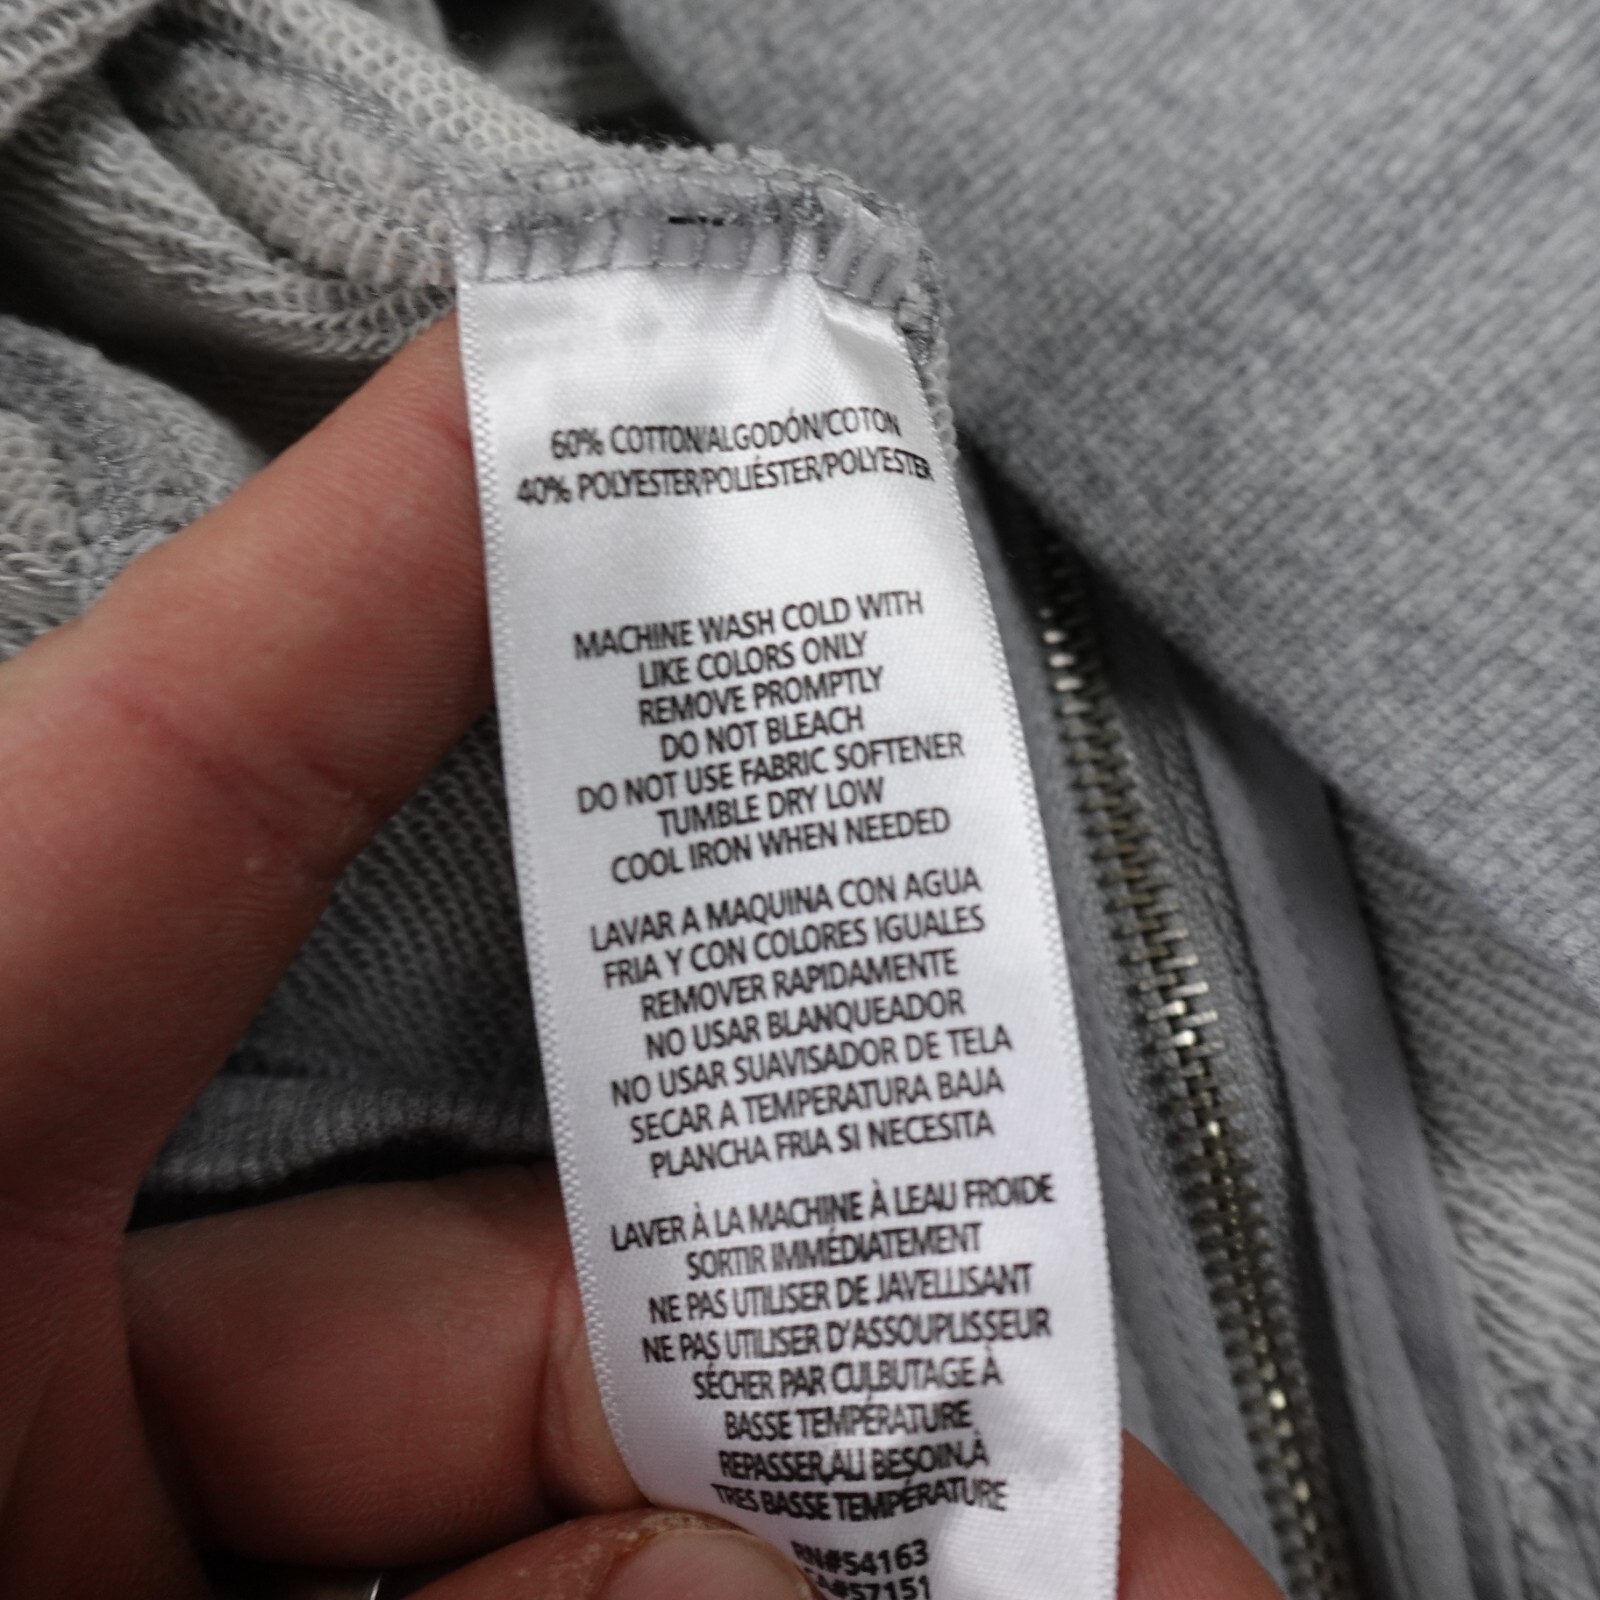 60% COTTON/ALGODÓN/COTON
40% POLYESTER/POLIÉSTER/POLYESTER
MACHINE WASH COLD WITH
LIKE COLORS ONLY
REMOVE PROMPTLY
DO NOT BLEACH
DO NOT USE FABRIC SOFTENER
TUMBLE DRY LOW
COOL IRON WHEN NEEDED
LAVAR A MAQUINA CON AGUA
FRIA Y CON COLORES IGUALES
REMOVER RAPIDAMENTE
NO USAR BLANQUEADOR
NO USAR SUAVISADOR DE TELA
SECAR A TEMPERATURA BAJA
PLANCHA FRIA SI NECESITA
LAVER À LA MACHINE À LEAU FROIDE
SORTIR IMMÉDIATEMENT
NE PAS UTILISER DE JAVELLISANT
NE PAS UTILISER D'ASSOUPLISSEUR
SÉCHER PAR CULBUTAGE À
BASSE TEMPÉRATURE
REPASSER,AU BESOIN,À
TRES BASSE TEMPÉRATURE
RN#54163
#57151